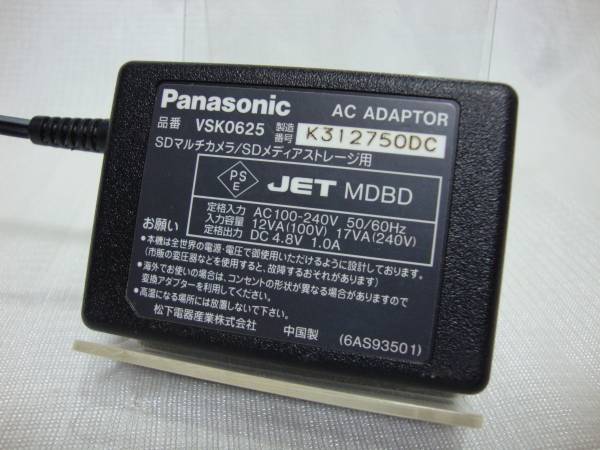 Panasonic AC ADAPTOR
品番 VSK0625 製造番号 K312750DC
SDマルチカメラ/SDメディアストレージ用
PSE JET MDBD
定格入力 AC100-240V 50/60Hz
入力容量 12VA(100V) 17VA(240V)
定格出力 DC 4.8V 1.0A
お願い
●本機は全世界の電源・電圧で御使用いただけるように設計しております。
(市販の変圧器などを使用すると、故障するおそれがあります)
●海外でお使いの場合は、コンセントの形状が異なる場合がありますので
変換アダプターを利用してください。
●高温になる場所には放置しないで下さい。
松下電器産業株式会社 中国製 (6AS93501)